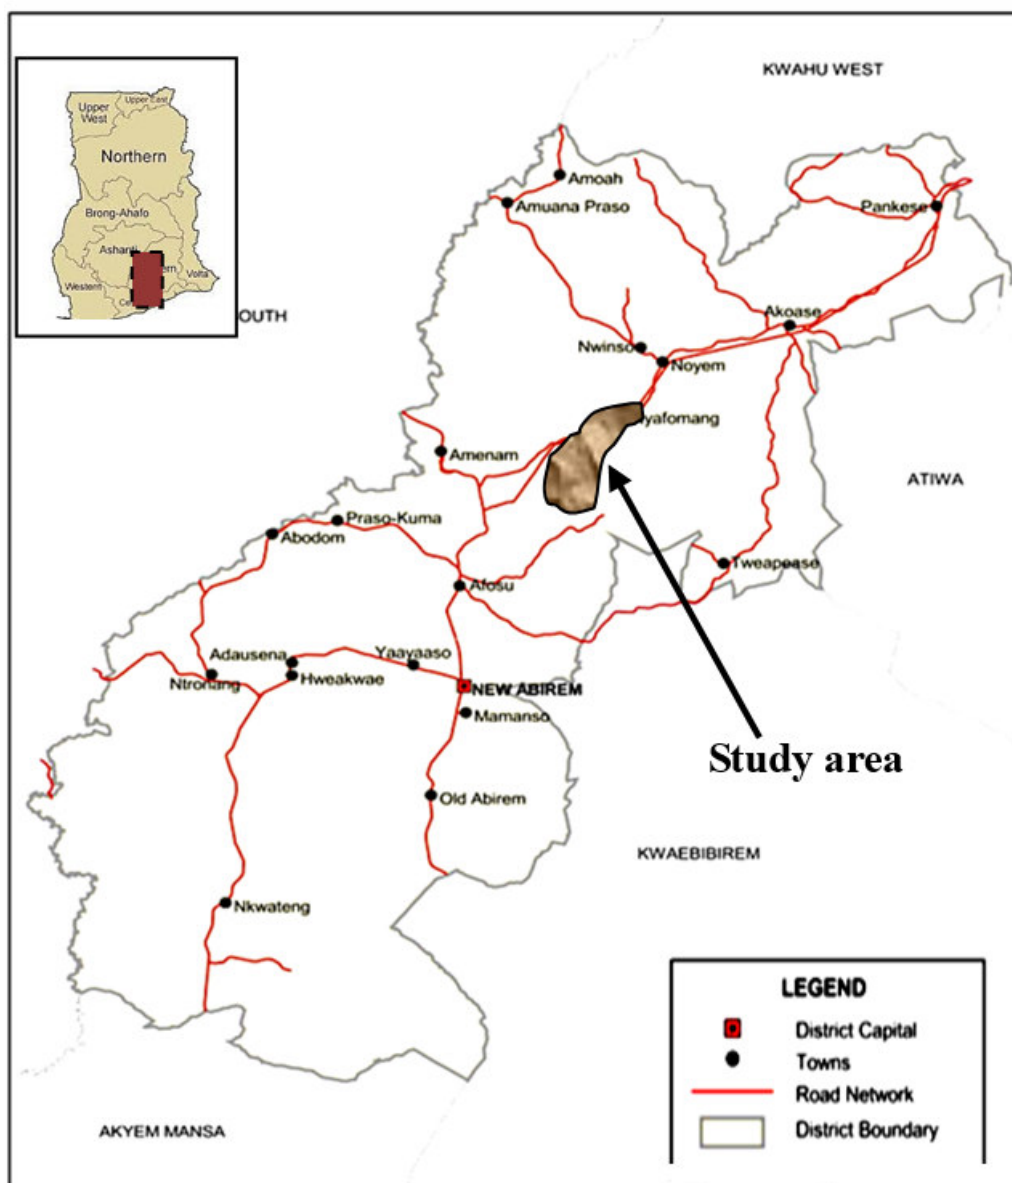 KWAHU WEST
Upper East
Upper
West
Northern
Brong-Ahafo
Ashanti
Volta
Western
OUTH
Amoah
Amuana Praso
Pankese
Akoase
Nwinso
Noyem
yafomang
Amenam
ATIWA
Praso-Kuma
Abodom
Tweapease
Afosu
Adausena
Yaayaaso
Ntronang
Hweakwae
NEW ABIREM
Mamanso
Study area
Old Abirem
KWAEBIBIREM
Nkwateng
LEGEND
District Capital
Towns
Road Network
District Boundary
AKYEM MANSA